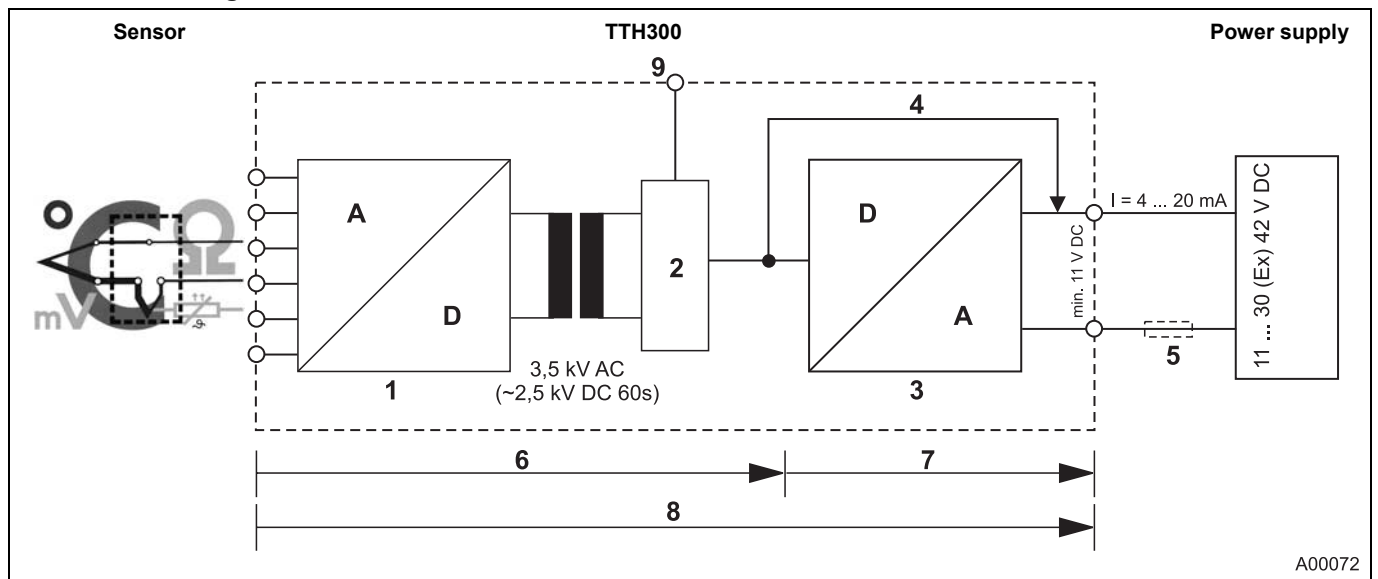 Sensor
TTH300
Power supply
9
4
A
D
2
D
A
I = 4 ... 20 mA
min. 11 V DC
11 ... 30 (Ex) 42 V DC
°C
Ω
mV
ϑ
1
3,5 kV AC
(~2,5 kV DC 60s)
3
5
6
7
8
A00072